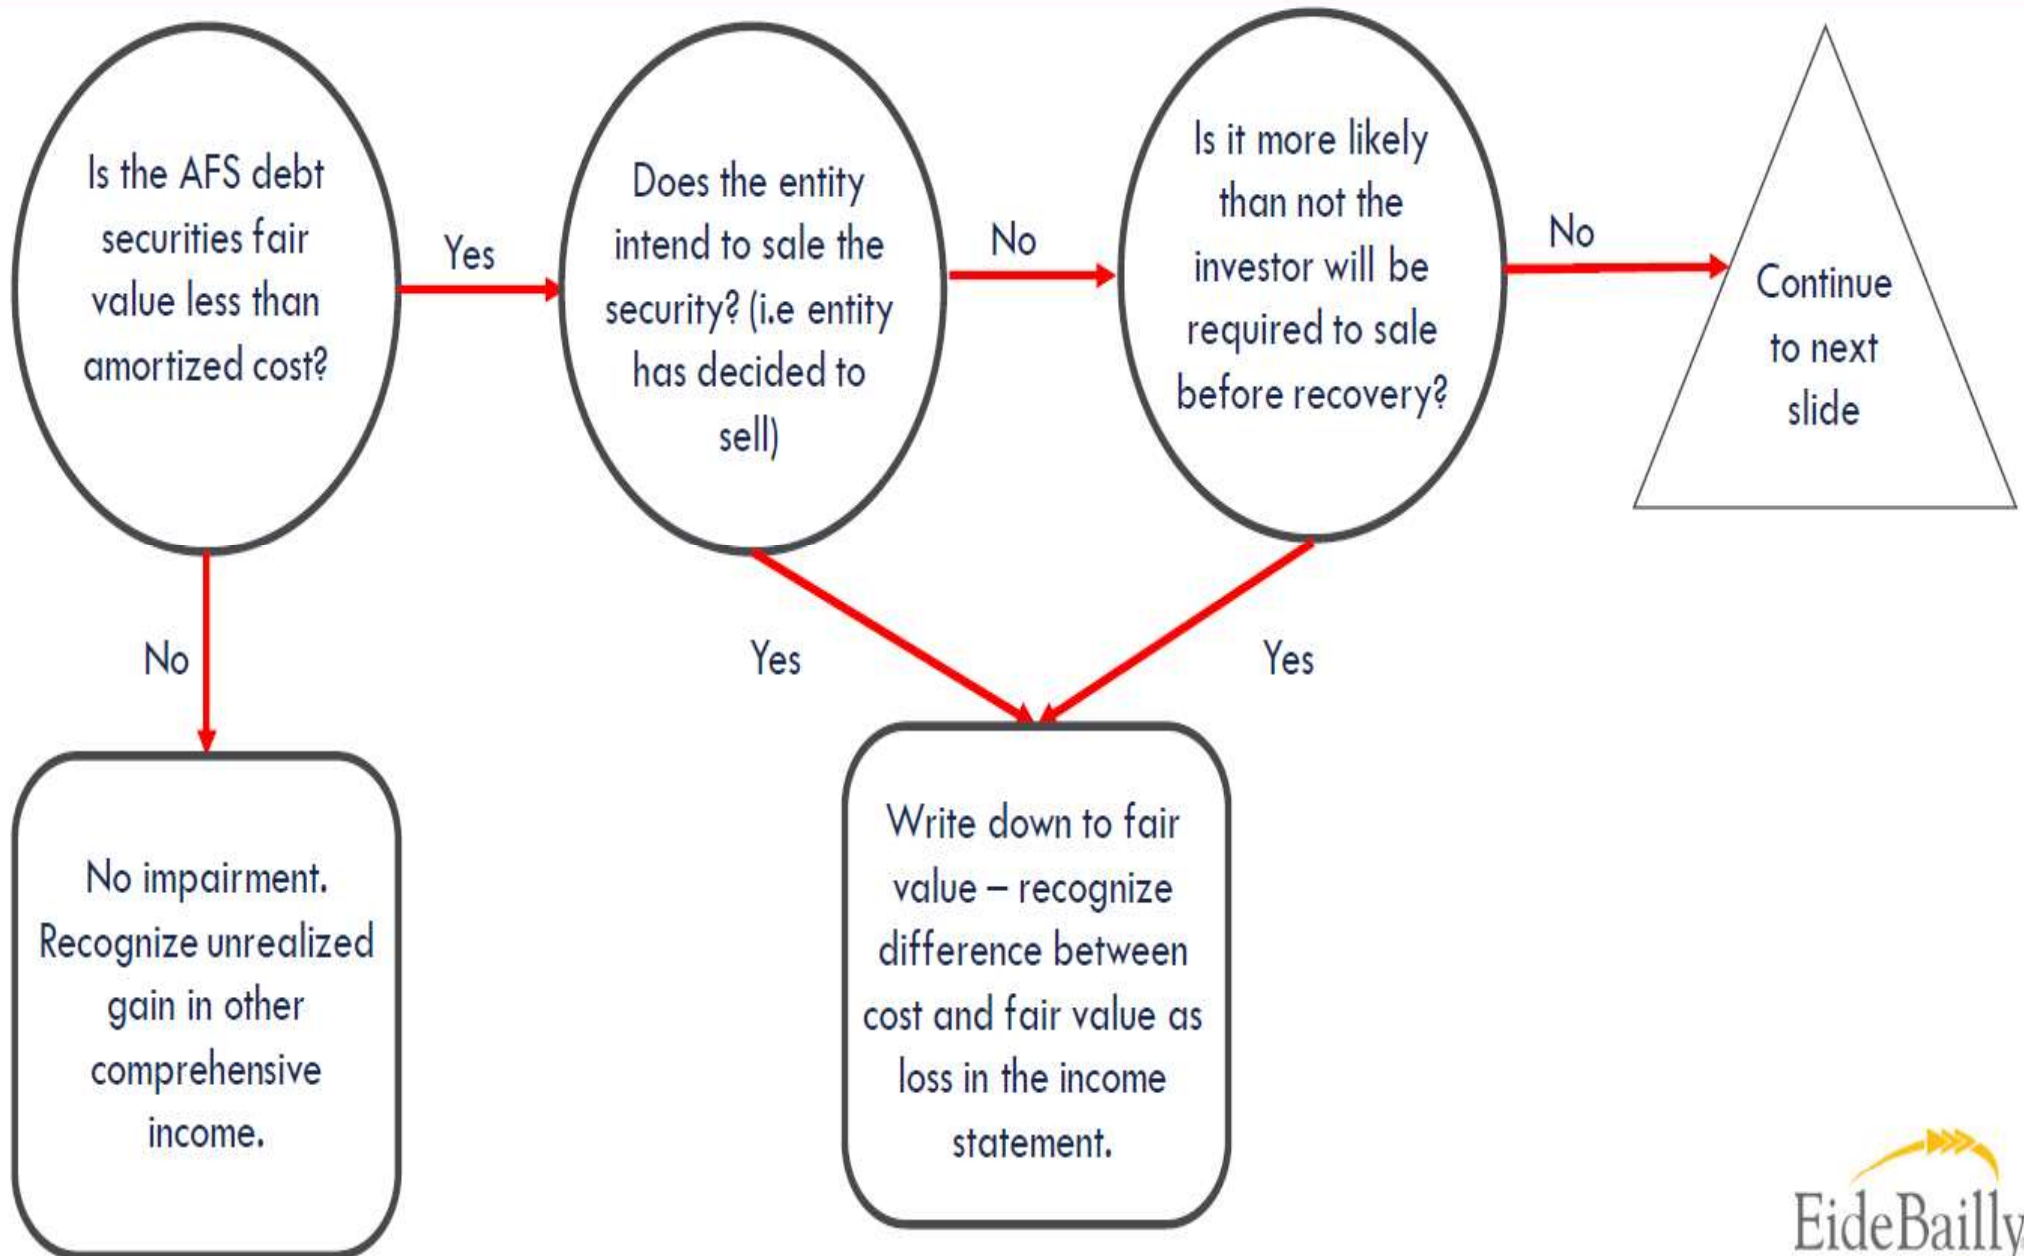 Is the AFS debt
securities fair
value less than
amortized cost?
Yes
Does the entity
intend to sale the
security? (i.e entity
has decided to
sell)
No
Is it more likely
than not the
investor will be
required to sale
before recovery?
No
Continue
to next
slide
No
Yes
Yes
No impairment.
Recognize unrealized
gain in other
comprehensive
income.
Write down to fair
value – recognize
difference between
cost and fair value as
loss in the income
statement.
EideBailly